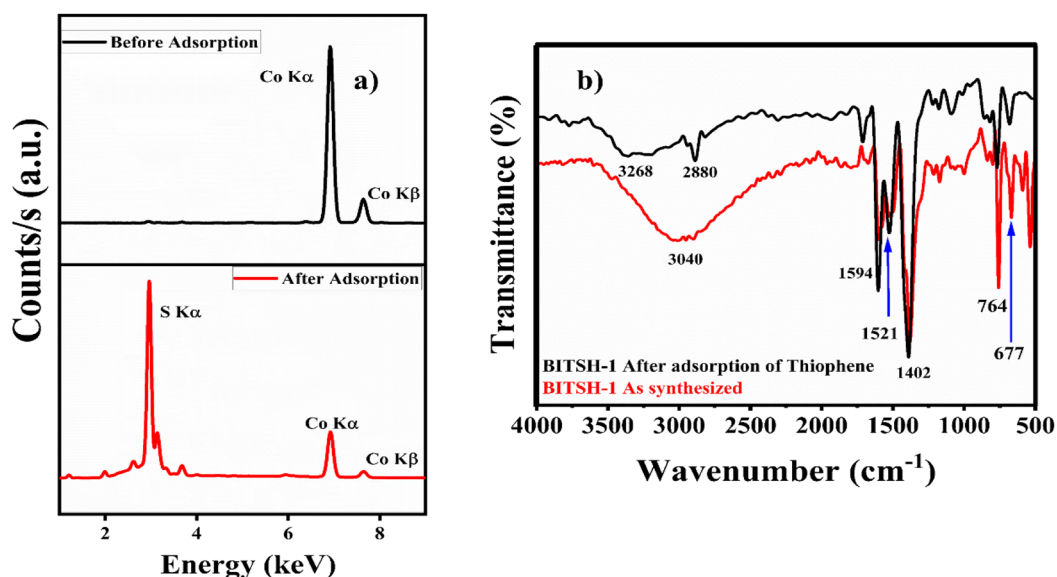 Before Adsorption
a)
Co Kα
Co Kβ
After Adsorption
S Kα
Co Kα
Co Kβ
Counts/s (a.u.)
2 4 6 8
Energy (keV)
b)
3268
2880
3040
1594
1521
1402
764
677
BITSH-1 After adsorption of Thiophene
BITSH-1 As synthesized
Transmittance (%)
4000 3500 3000 2500 2000 1500 1000 500
Wavenumber (cm⁻¹)